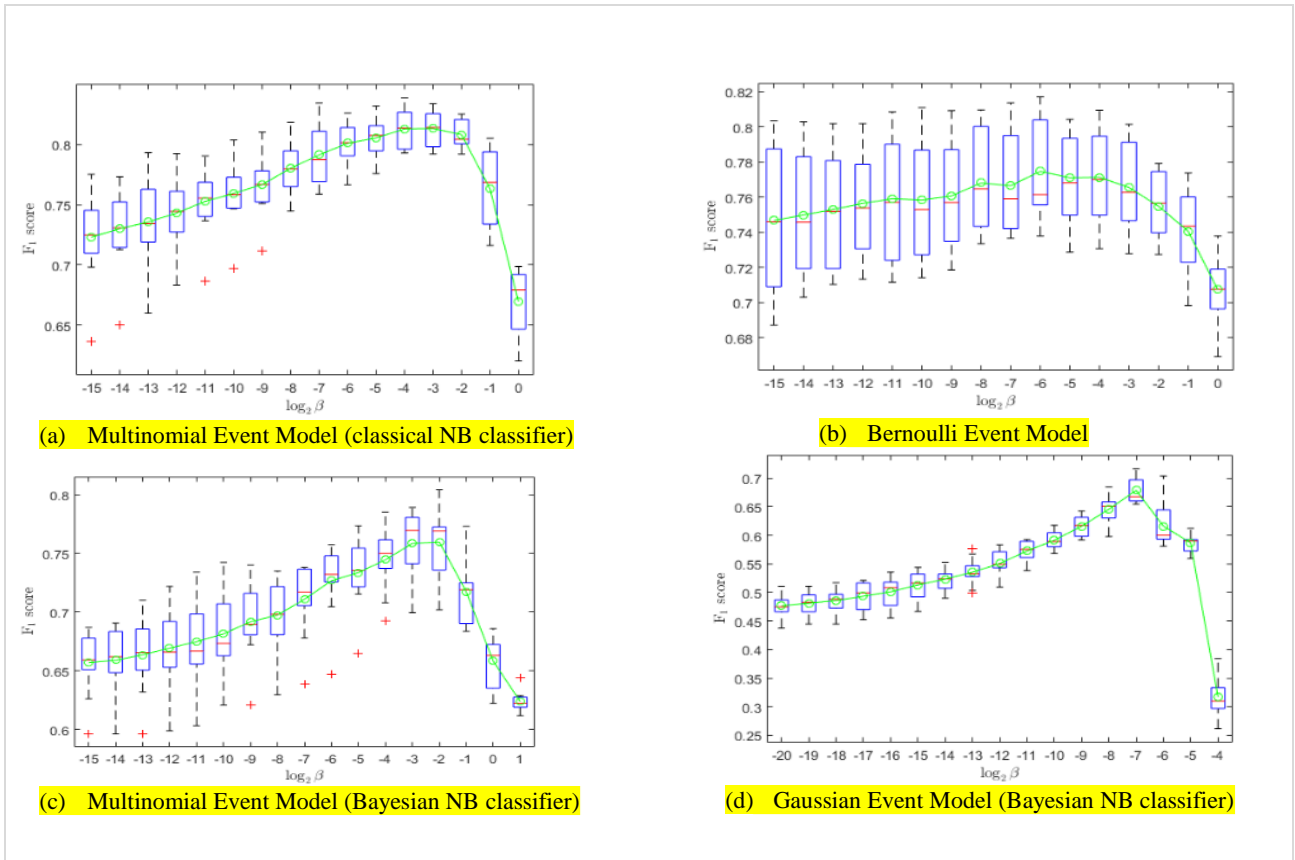 0.8
0.75
0.7
0.65
F₁ score
-15 -14 -13 -12 -11 -10 -9 -8 -7 -6 -5 -4 -3 -2 -1 0
log₂ β
(a) Multinomial Event Model (classical NB classifier)
0.82
0.8
0.78
0.76
0.74
0.72
0.7
0.68
F₁ score
-15 -14 -13 -12 -11 -10 -9 -8 -7 -6 -5 -4 -3 -2 -1 0
log₂ β
(b) Bernoulli Event Model
0.8
0.75
0.7
0.65
0.6
F₁ score
-15 -14 -13 -12 -11 -10 -9 -8 -7 -6 -5 -4 -3 -2 -1 0 1
log₂ β
(c) Multinomial Event Model (Bayesian NB classifier)
0.7
0.65
0.6
0.55
0.5
0.45
0.4
0.35
0.3
0.25
F₁ score
-20 -19 -18 -17 -16 -15 -14 -13 -12 -11 -10 -9 -8 -7 -6 -5 -4
log₂ β
(d) Gaussian Event Model (Bayesian NB classifier)